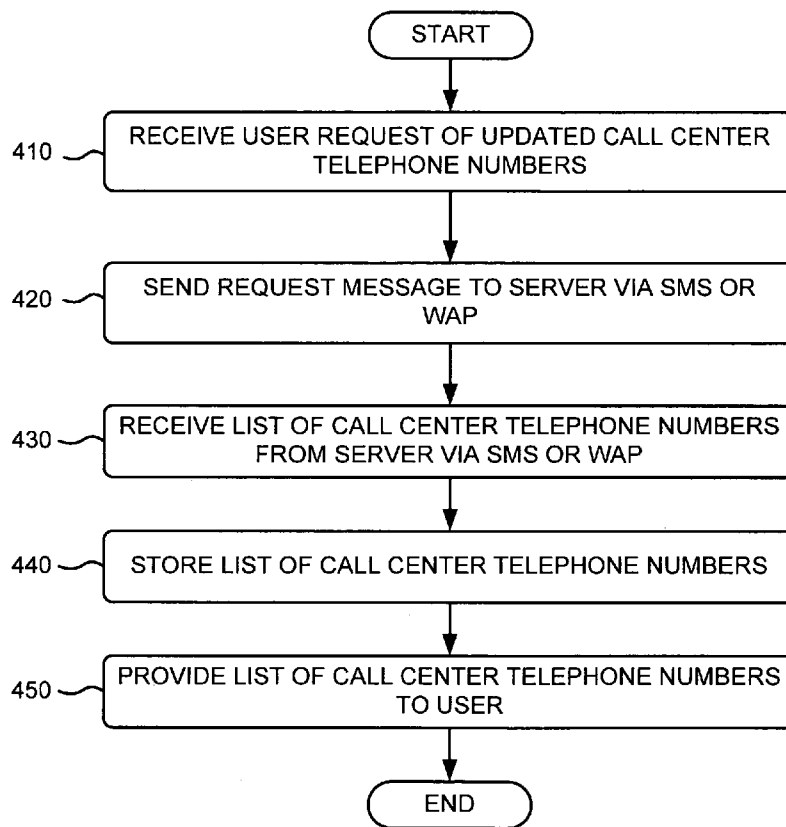 START
410
RECEIVE USER REQUEST OF UPDATED CALL CENTER
TELEPHONE NUMBERS
420
SEND REQUEST MESSAGE TO SERVER VIA SMS OR
WAP
430
RECEIVE LIST OF CALL CENTER TELEPHONE NUMBERS
FROM SERVER VIA SMS OR WAP
440
STORE LIST OF CALL CENTER TELEPHONE NUMBERS
450
PROVIDE LIST OF CALL CENTER TELEPHONE NUMBERS
TO USER
END